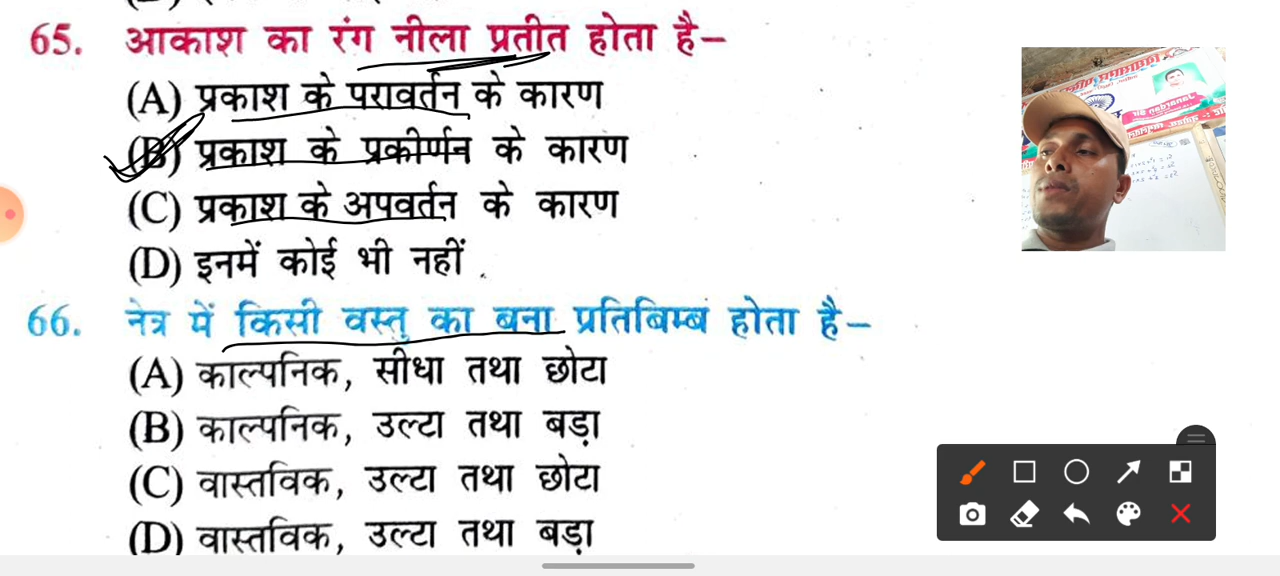 65. आकाश का रंग नीला प्रतीत होता है–
(A) प्रकाश के परावर्तन के कारण
(B) प्रकाश के प्रकीर्णन के कारण
(C) प्रकाश के अपवर्तन के कारण
(D) इनमें कोई भी नहीं .
66. नेत्र में किसी वस्तु का बना प्रतिबिम्ब होता है–
(A) काल्पनिक, सीधा तथा छोटा
(B) काल्पनिक, उल्टा तथा बड़ा
(C) वास्तविक, उल्टा तथा छोटा
(D) वास्तविक, उल्टा तथा बड़ा